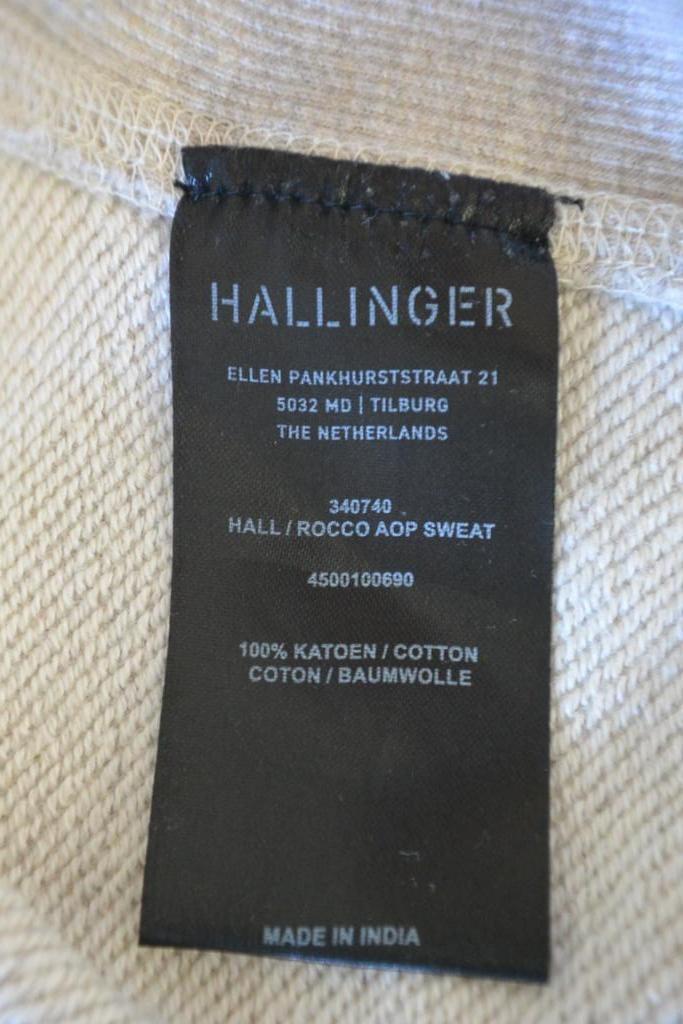 HALLINGER
ELLEN PANKHURSTSTRAAT 21
5032 MD | TILBURG
THE NETHERLANDS
340740
HALL / ROCCO AOP SWEAT
4500100690
100% KATOEN / COTTON
COTON / BAUMWOLLE
MADE IN INDIA